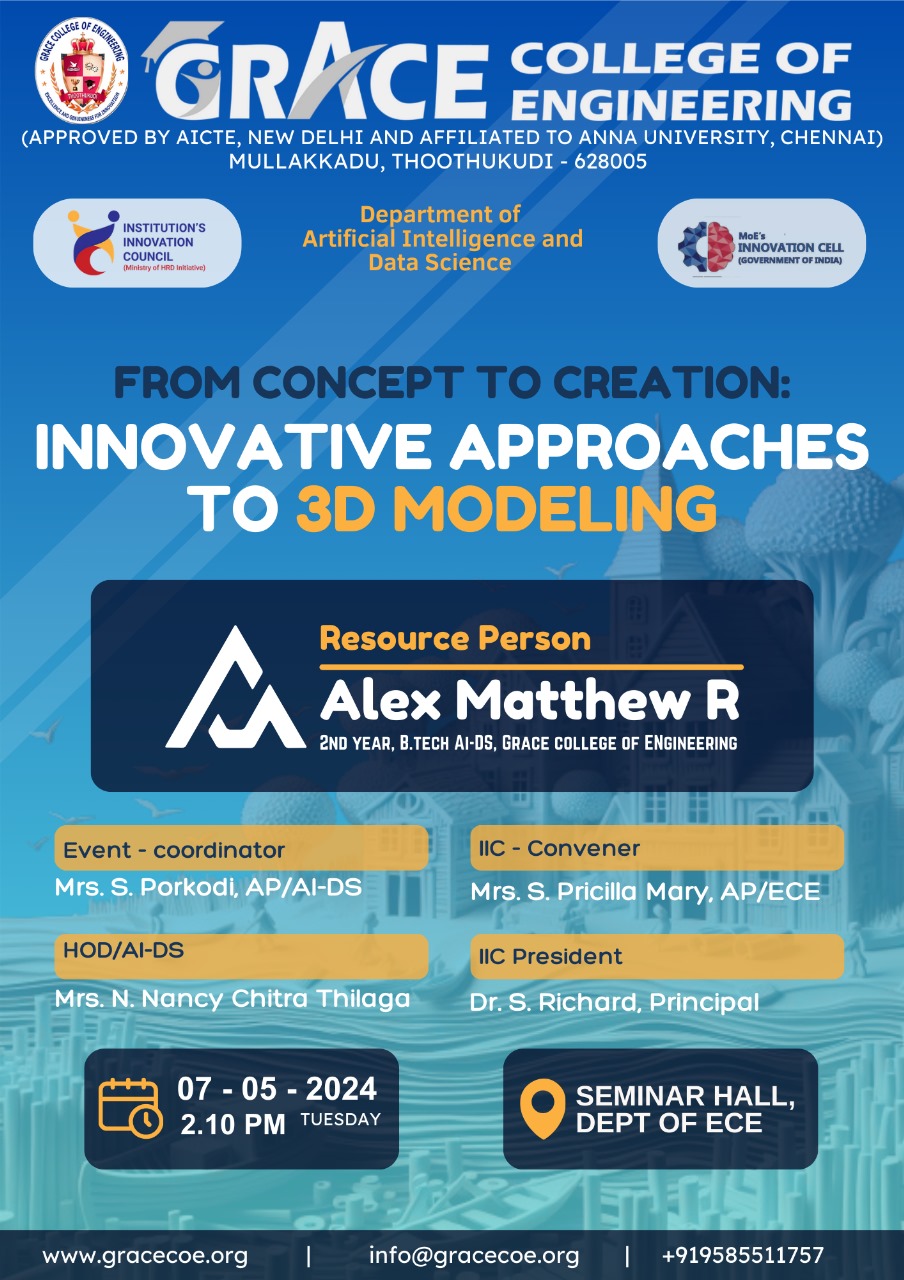 GRACE COLLEGE OF ENGINEERING
THOOTHUKUDI
GRACE COLLEGE OF
ENGINEERING
(APPROVED BY AICTE, NEW DELHI AND AFFILIATED TO ANNA UNIVERSITY, CHENNAI)
MULLAKKADU, THOOTHUKUDI - 628005
INSTITUTION'S
INNOVATION
COUNCIL
(Ministry of HRD Initiative)
Department of
Artificial Intelligence and
Data Science
MoE's
INNOVATION CELL
(GOVERNMENT OF INDIA)
FROM CONCEPT TO CREATION:
INNOVATIVE APPROACHES
TO 3D MODELING
Resource Person
Alex Matthew R
2ND YEAR, B.TECH AI-DS, GRACE COLLEGE OF ENGINEERING
Event - coordinator
Mrs. S. Porkodi, AP/AI-DS
IIC - Convener
Mrs. S. Pricilla Mary, AP/ECE
HOD/AI-DS
Mrs. N. Nancy Chitra Thilaga
IIC President
Dr. S. Richard, Principal
07 - 05 - 2024
2.10 PM TUESDAY
SEMINAR HALL,
DEPT OF ECE
www.gracecoe.org | info@gracecoe.org | +919585511757